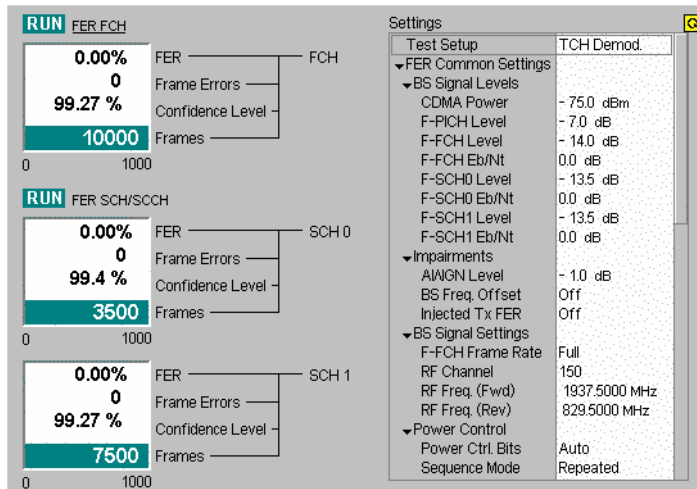 RUN FER FCH
0.00% FER FCH
0 Frame Errors
99.27 % Confidence Level
10000 Frames
0 1000
RUN FER SCH/SCCH
0.00% FER SCH 0
0 Frame Errors
99.4 % Confidence Level
3500 Frames
0 1000
0.00% FER SCH 1
0 Frame Errors
99.27 % Confidence Level
7500 Frames
0 1000
Settings
Test Setup TCH Demod.
FER Common Settings
BS Signal Levels
CDMA Power - 75.0 dBm
F-PICH Level - 7.0 dB
F-FCH Level - 14.0 dB
F-FCH Eb/Nt 0.0 dB
F-SCH0 Level - 13.5 dB
F-SCH0 Eb/Nt 0.0 dB
F-SCH1 Level - 13.5 dB
F-SCH1 Eb/Nt 0.0 dB
Impairments
AWGN Level - 1.0 dB
BS Freq. Offset Off
Injected Tx FER Off
BS Signal Settings
F-FCH Frame Rate Full
RF Channel 150
RF Freq. (Fwd) 1937.5000 MHz
RF Freq. (Rev) 829.5000 MHz
Power Control
Power Ctrl. Bits Auto
Sequence Mode Repeated